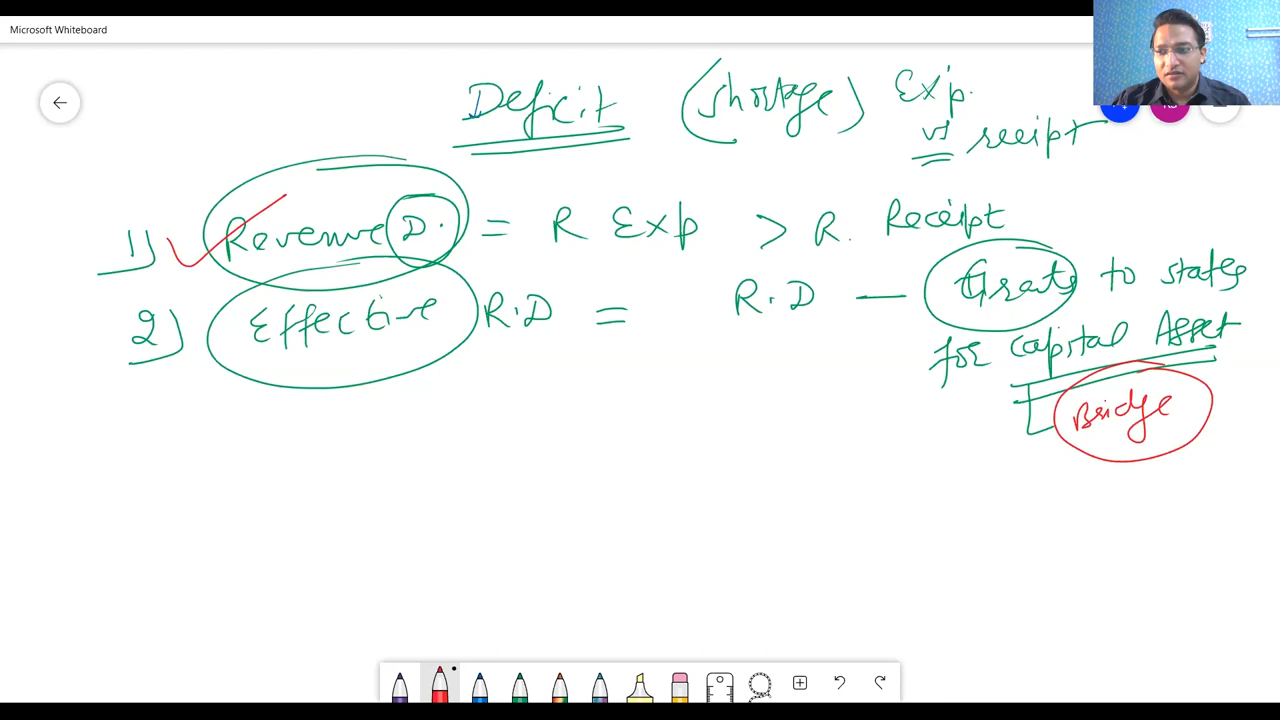 Microsoft Whiteboard
Deficit (shortage) Exp.
vs receipt
1) Revenue D. = R Exp > R. Receipt
2) Effective R.D = R.D — Grants to states
for capital Asset
Bridge